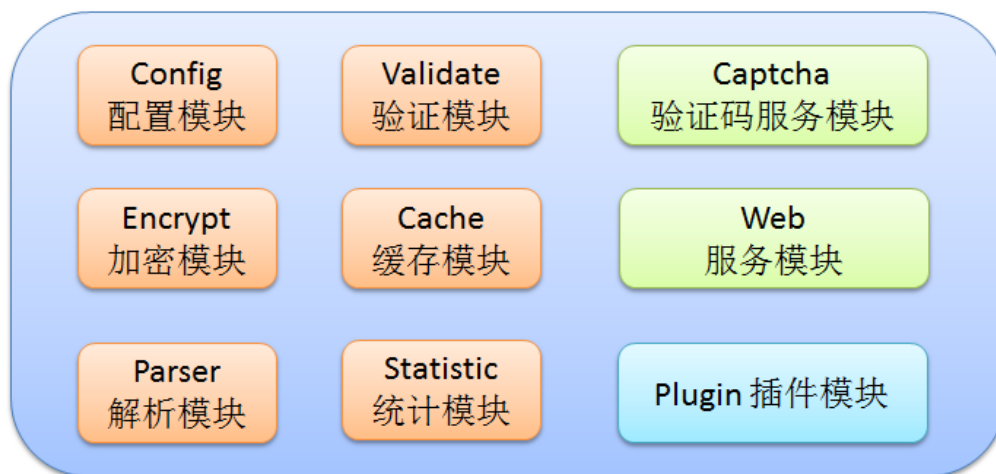 Config
配置模块
Validate
验证模块
Captcha
验证码服务模块
Encrypt
加密模块
Cache
缓存模块
Web
服务模块
Parser
解析模块
Statistic
统计模块
Plugin 插件模块